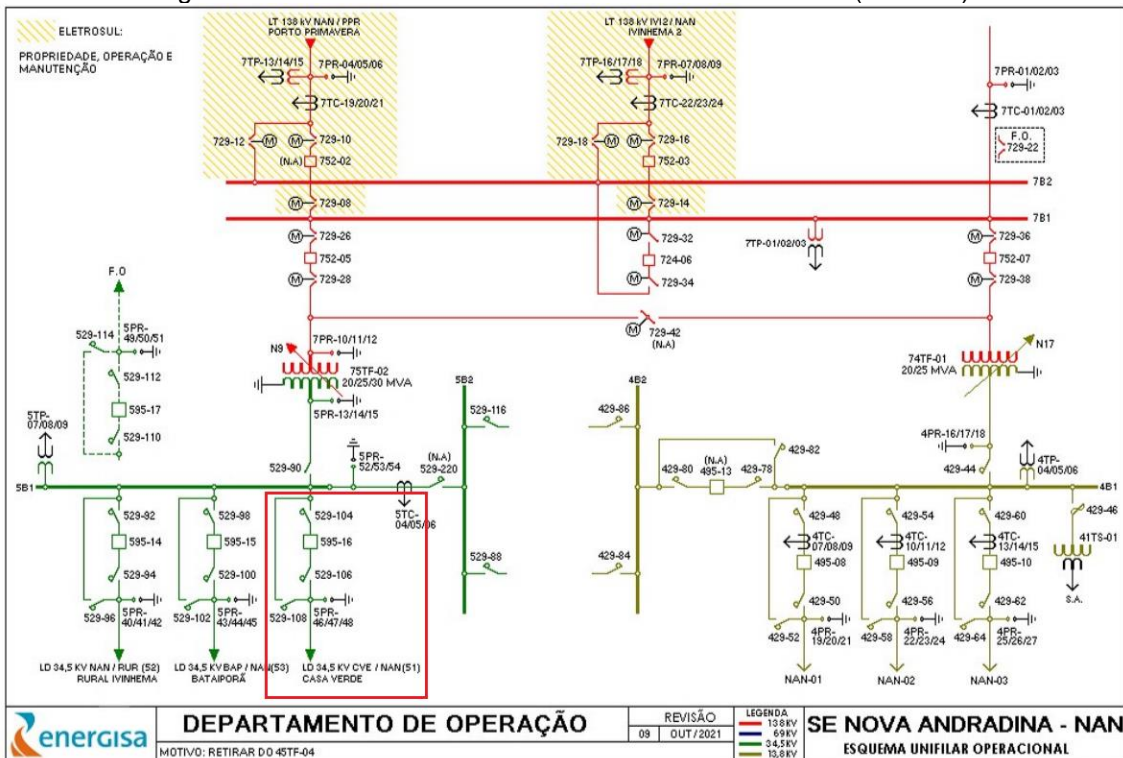 ELETROSUL:
PROPRIEDADE, OPERAÇÃO E
MANUTENÇÃO
LT 138 kV NAN / PPR
PORTO PRIMAVERA
7TP-13/14/15
7PR-04/05/06
7TC-19/20/21
729-12
M
M
729-10
(N.A)
752-02
M
729-08
LT 138 kV IVI2 / NAN
IVINHEMA 2
7TP-16/17/18
7PR-07/08/09
7TC-22/23/24
729-18
M
M
729-16
752-03
M
729-14
7PR-01/02/03
7TC-01/02/03
F.O.
729-22
7B2
7B1
M
729-26
752-05
M
729-28
M
729-32
724-06
M
729-34
7TP-01/02/03
M
729-36
752-07
M
729-38
M
729-42
(N.A)
F.O
529-114
5PR-
49/50/51
529-112
595-17
529-110
N9
7PR-10/11/12
75TF-02
20/25/30 MVA
5PR-13/14/15
N17
74TF-01
20/25 MVA
5TP-
07/08/09
529-90
5PR-
52/53/54
(N.A)
529-220
5TC-
04/05/06
5B1
5B2
529-116
529-88
4B2
429-86
429-84
429-82
429-80
(N.A)
495-13
429-78
4PR-16/17/18
429-44
4TP-
04/05/06
4B1
429-46
41TS-01
S.A.
529-92
595-14
529-94
529-96
5PR-
40/41/42
LD 34,5 KV NAN / RUR (52)
RURAL IVINHEMA
529-98
595-15
529-100
529-102
5PR-
43/44/45
LD 34,5 KV BAP / NAN(53)
BATAIPORÃ
529-104
595-16
529-106
529-108
5PR-
46/47/48
LD 34,5 KV CVE / NAN(51)
CASA VERDE
429-48
4TC-
07/08/09
495-08
429-50
429-52
4PR-
19/20/21
NAN-01
429-54
4TC-
10/11/12
495-09
429-56
429-58
4PR-
22/23/24
NAN-02
429-60
4TC-
13/14/15
495-10
429-62
429-64
4PR-
25/26/27
NAN-03
energisa
DEPARTAMENTO DE OPERAÇÃO
MOTIVO: RETIRAR DO 45TF-04
REVISÃO
09
OUT / 2021
LEGENDA
138KV
69KV
34,5KV
13,8KV
SE NOVA ANDRADINA - NAN
ESQUEMA UNIFILAR OPERACIONAL